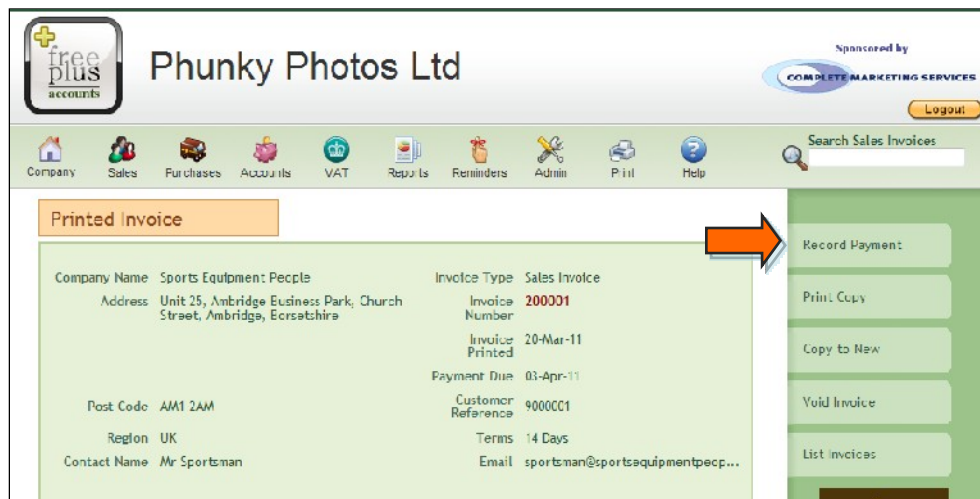 free
plus
accounts
Phunky Photos Ltd
Sponsored by
COMPLETE MARKETING SERVICES
Logout
Company Sales Purchases Accounts VAT Reports Reminders Admin Print Help
Search Sales Invoices
Printed Invoice
Record Payment
Print Copy
Copy to New
Void Invoice
List Invoices
Company Name Sports Equipment People
Address Unit 25, Ambridge Business Park, Church
Street, Ambridge, Borsetshire
Post Code AM1 2AM
Region UK
Contact Name Mr Sportsman
Invoice Type Sales Invoice
Invoice
Number 200001
Invoice
Printed 20-Mar-11
Payment Due 03-Apr-11
Customer
Reference 9000001
Terms 14 Days
Email sportsman@sportsequipmentpeop...